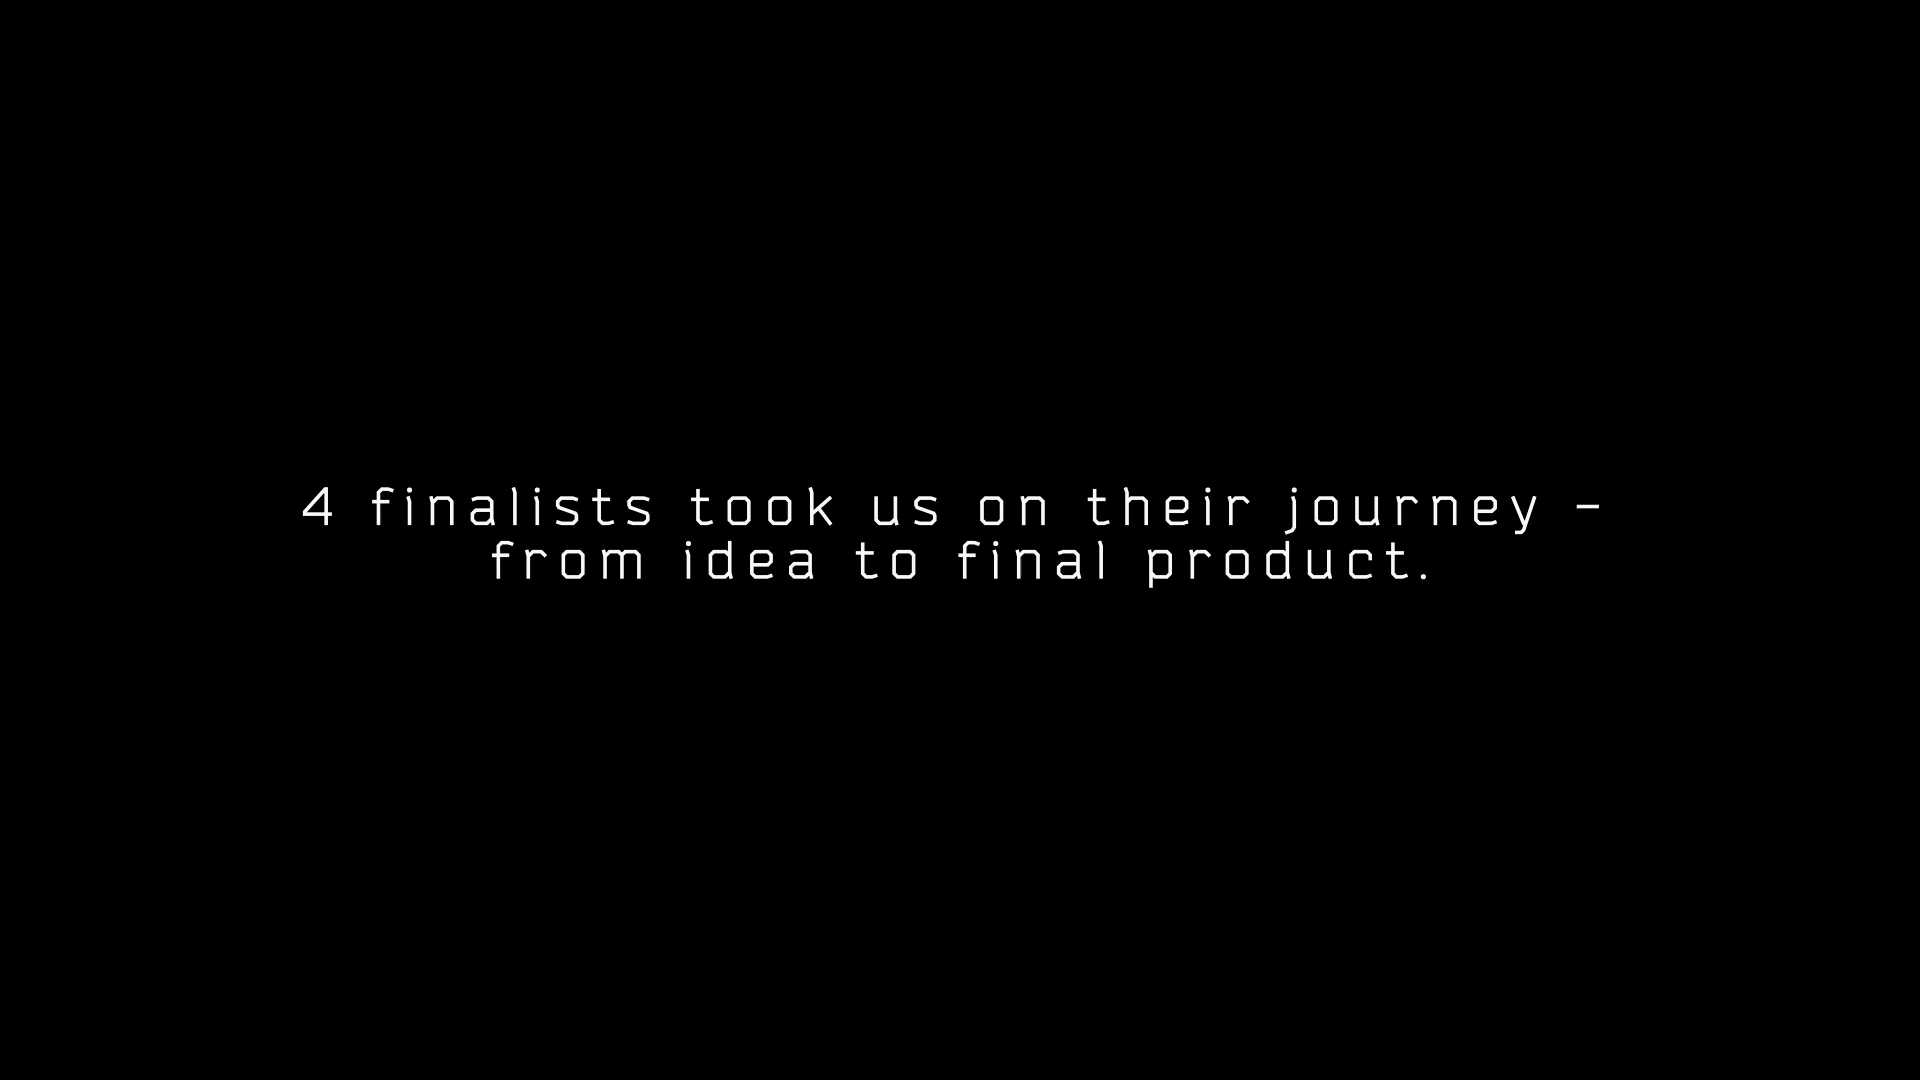 4 finalists took us on their journey -
from idea to final product.